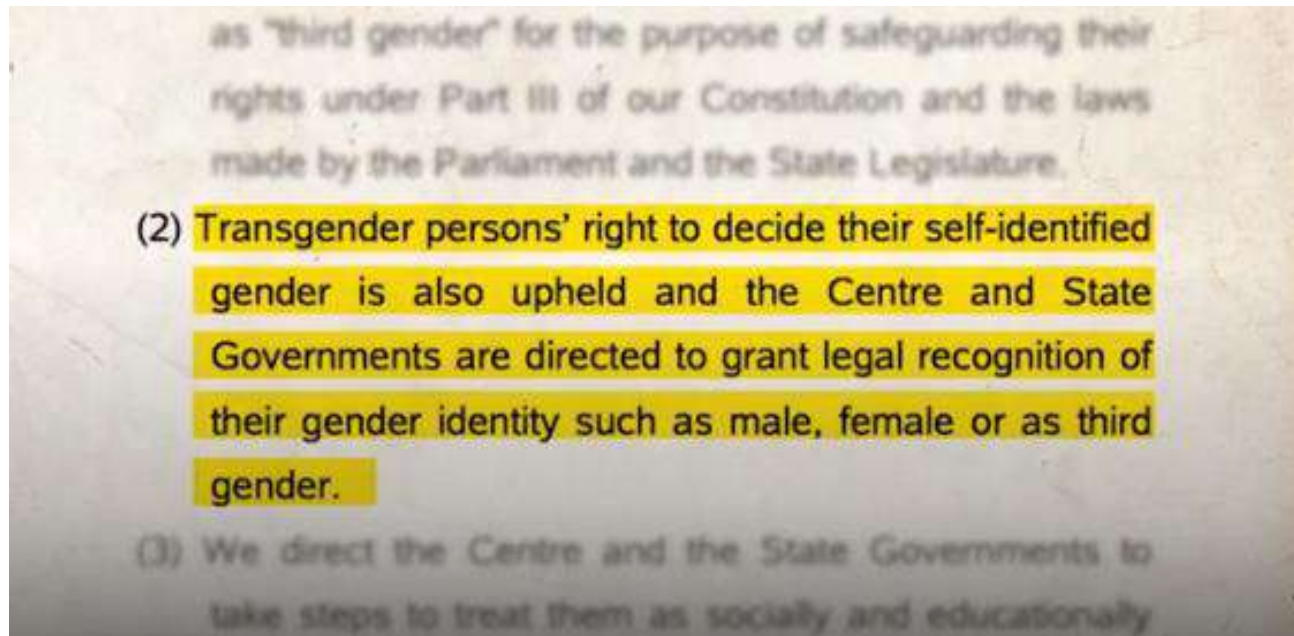 as "third gender" for the purpose of safeguarding their
rights under Part III of our Constitution and the laws
made by the Parliament and the State Legislature.
(2) Transgender persons' right to decide their self-identified
gender is also upheld and the Centre and State
Governments are directed to grant legal recognition of
their gender identity such as male, female or as third
gender.
(3) We direct the Centre and the State Governments to
take steps to treat them as socially and educationally